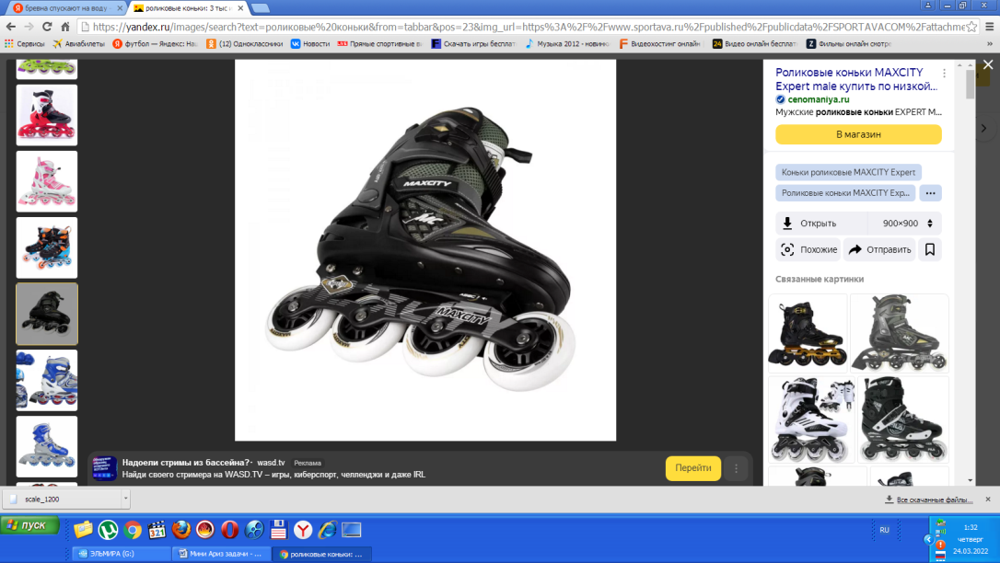 бревна спускают на воду –
роликовые коньки: 3 тыс и
https://yandex.ru/images/search?text=роликовые%20коньки&from=tabbar&pos=23&img_url=https%3A%2F%2Fwww.sportava.ru%2Fpublished%2Fpublicdata%2FSPORTAVACOM%2Fattachme
Сервисы
Авиабилеты
футбол — Яндекс: На
(12) Одноклассники
Новости
Прямые спортивные в
Скачать игры бесплат
Музыка 2012 - новинк
Видеохостинг онлайн
Видео онлайн бесплат
Фильмы онлайн смотр
MAXCITY
MC
MAXCITY
Роликовые коньки MAXCITY
Expert male купить по низкой...
cenomaniya.ru
Мужские роликовые коньки EXPERT M...
В магазин
Коньки роликовые MAXCITY Expert
Роликовые коньки MAXCITY Exp...
Открыть
900×900
Похожие
Отправить
Связанные картинки
Надоели стримы из бассейна?· wasd.tv Реклама
Найди своего стримера на WASD.TV – игры, киберспорт, челленджи и даже IRL
Перейти
scale_1200
Все скачанные файлы...
пуск
321
RU
1:32
четверг
24.03.2022
ЭЛЬМИРА (G:)
Мини Ариз задачи - ...
роликовые коньки: ...